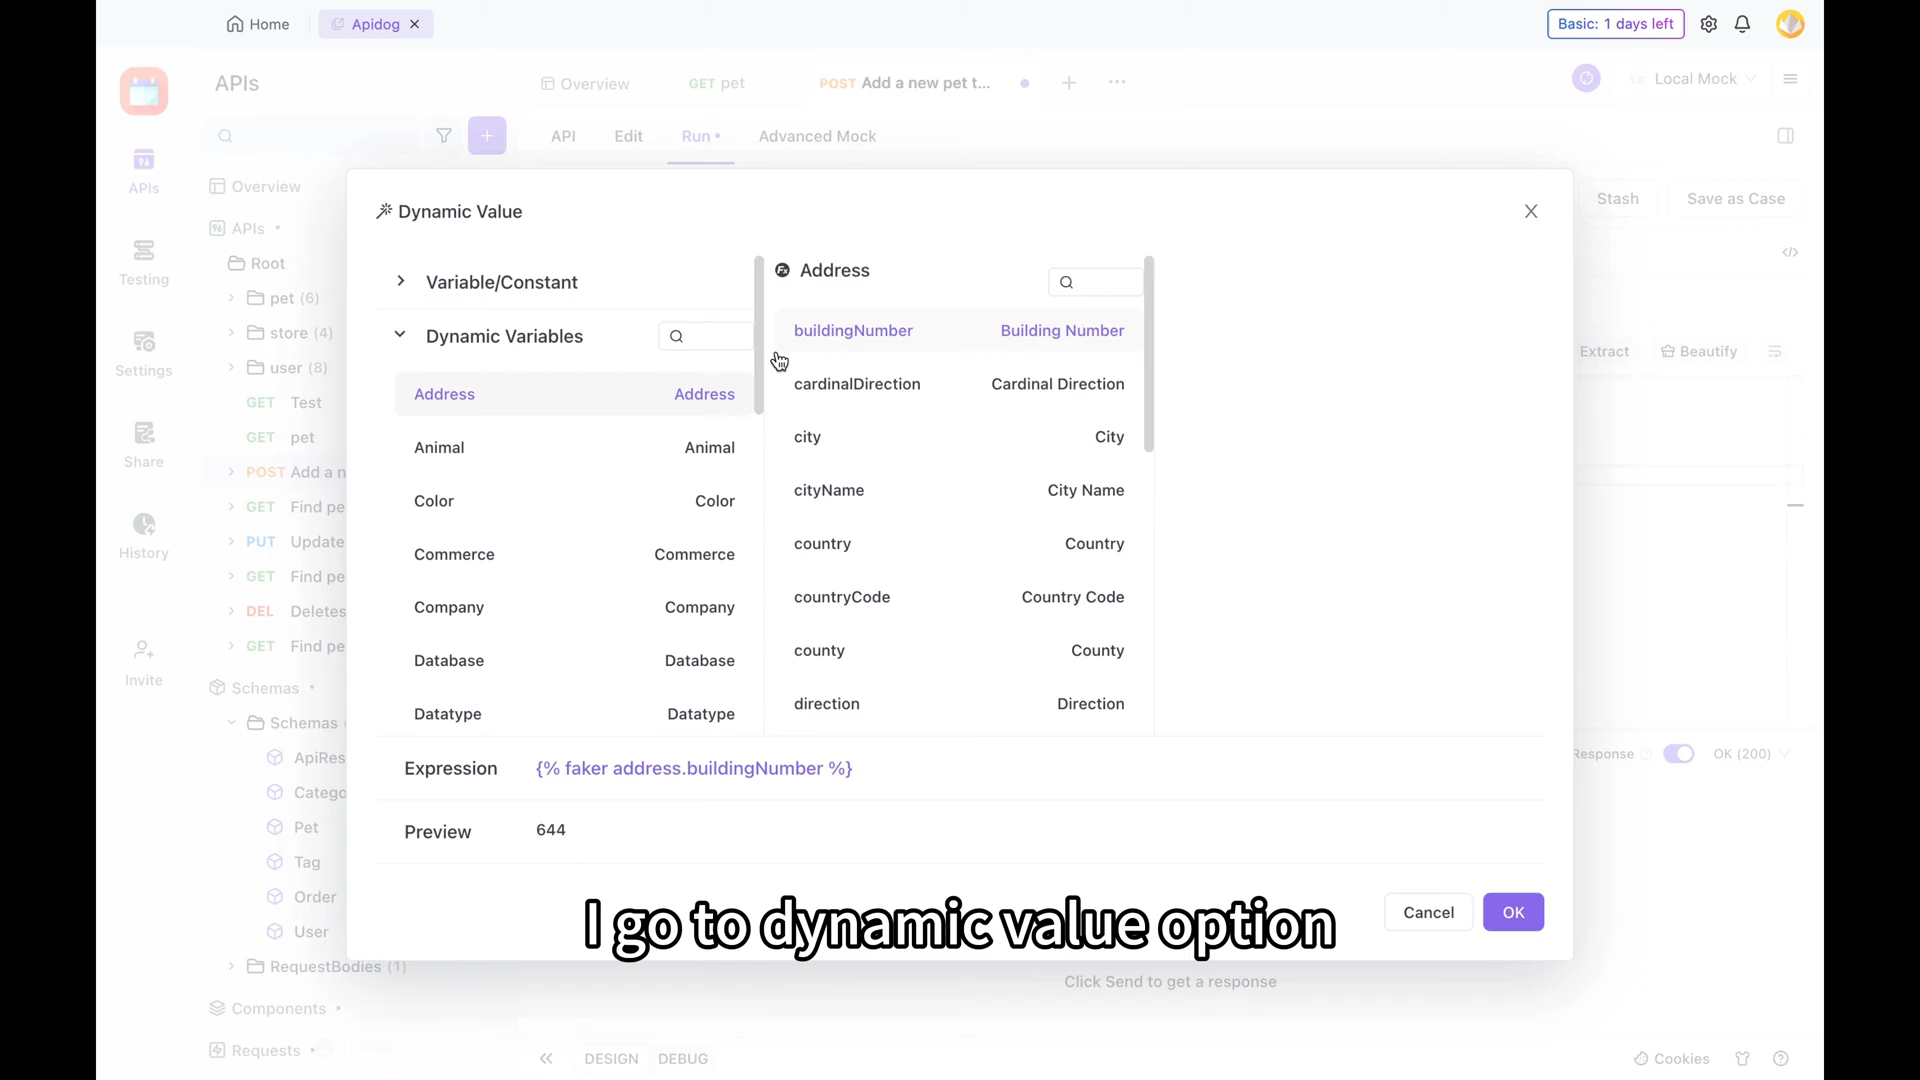 Home
Apidog
Basic: 1 days left
APIs
Overview
GET pet
POST Add a new pet t...
Local Mock
API
Edit
Run
Advanced Mock
APIs
Testing
Settings
Share
History
Invite
Overview
APIs
Root
pet (6)
store (4)
user (8)
GET Test
GET pet
POST Add a n
GET Find pe
PUT Update
GET Find pe
DEL Deletes
GET Find pe
Schemas
Schemas
ApiRes
Catego
Pet
Tag
Order
User
RequestBodies (1)
Components
Requests
Stash
Save as Case
Extract
Beautify
Response
OK (200)
Dynamic Value
Variable/Constant
Dynamic Variables
Address Address
Animal Animal
Color Color
Commerce Commerce
Company Company
Database Database
Datatype Datatype
Address
buildingNumber Building Number
cardinalDirection Cardinal Direction
city City
cityName City Name
country Country
countryCode Country Code
county County
direction Direction
Expression {% faker address.buildingNumber %}
Preview 644
Cancel
OK
I go to dynamic value option
Click Send to get a response
DESIGN
DEBUG
Cookies